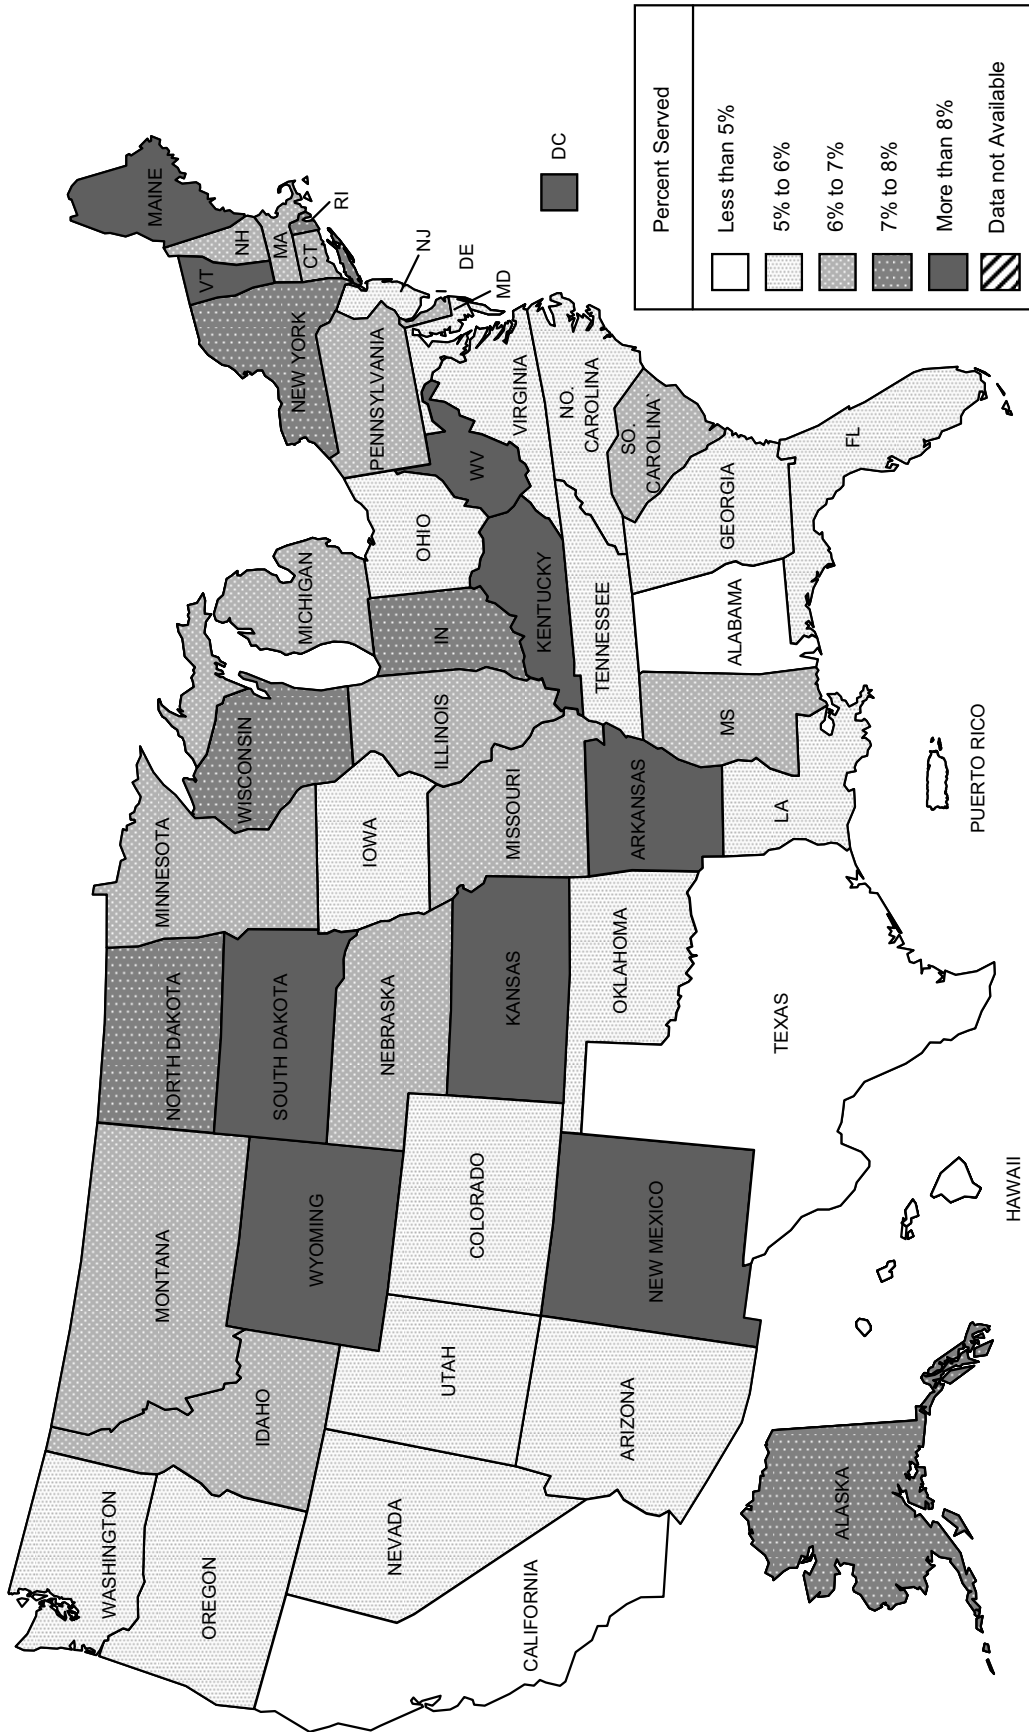 WASHINGTON
OREGON
CALIFORNIA
NEVADA
IDAHO
MONTANA
WYOMING
UTAH
ARIZONA
COLORADO
NEW MEXICO
NORTH DAKOTA
SOUTH DAKOTA
NEBRASKA
KANSAS
OKLAHOMA
TEXAS
MINNESOTA
IOWA
MISSOURI
ARKANSAS
LA
WISCONSIN
ILLINOIS
MS
MICHIGAN
IN
KENTUCKY
TENNESSEE
ALABAMA
OHIO
WV
GEORGIA
FL
SO.
CAROLINA
NO.
CAROLINA
VIRGINIA
PENNSYLVANIA
NEW YORK
VT
NH
MAINE
MA
CT
RI
NJ
DE
MD
DC
ALASKA
HAWAII
PUERTO RICO
Percent Served
Less than 5%
5% to 6%
6% to 7%
7% to 8%
More than 8%
Data not Available